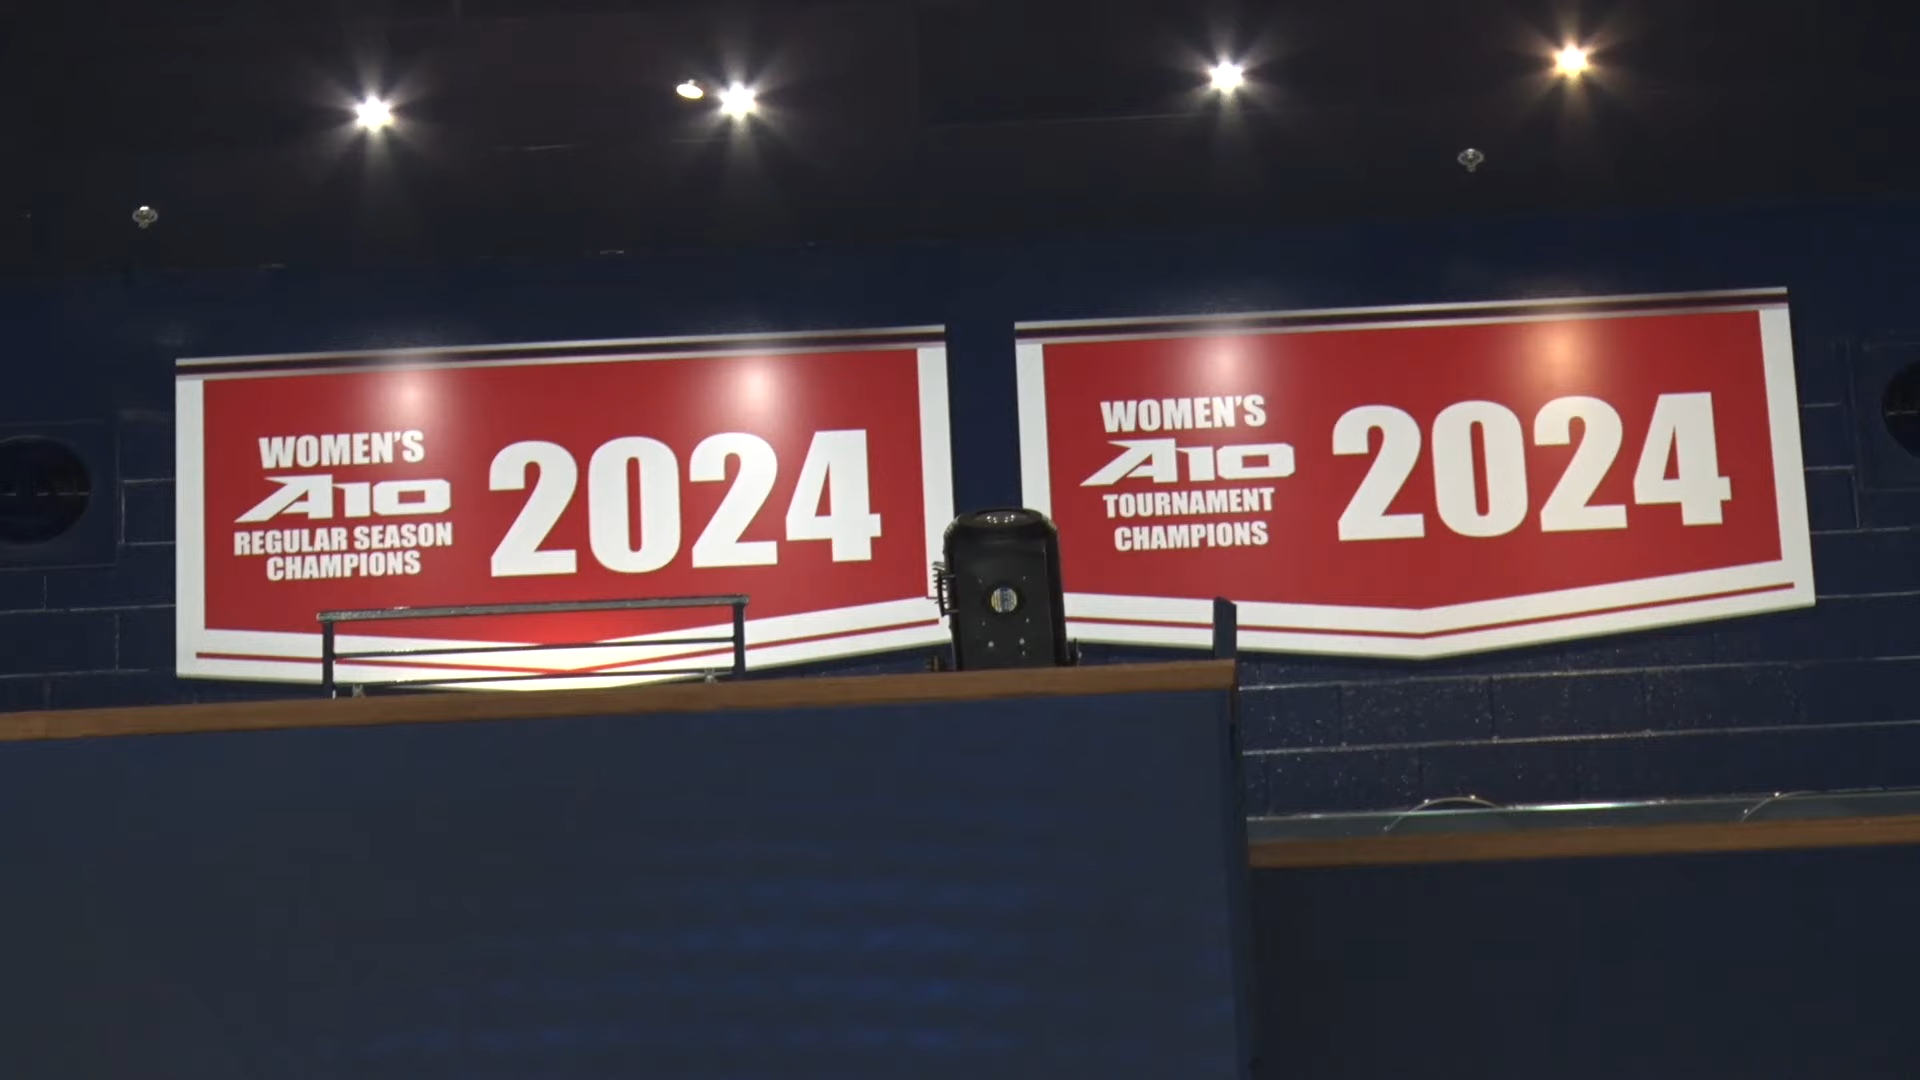 WOMEN'S
A10
REGULAR SEASON
CHAMPIONS
2024
WOMEN'S
A10
TOURNAMENT
CHAMPIONS
2024